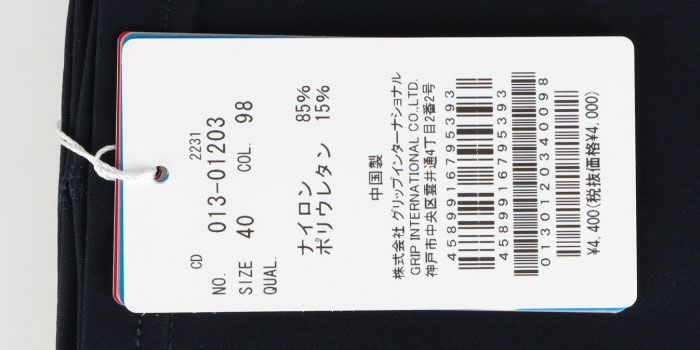 CD 2231
NO. 013-01203
SIZE 40 COL. 98
QUAL.
ナイロン 85%
ポリウレタン 15%
中国製
株式会社 グリップインターナショナル
GRIP INTERNATIONAL CO.,LTD.
神戸市中央区雲井通4丁目2番2号
4589916795393
4589916795393
0130120340098
¥4,400(税抜価格¥4,000)